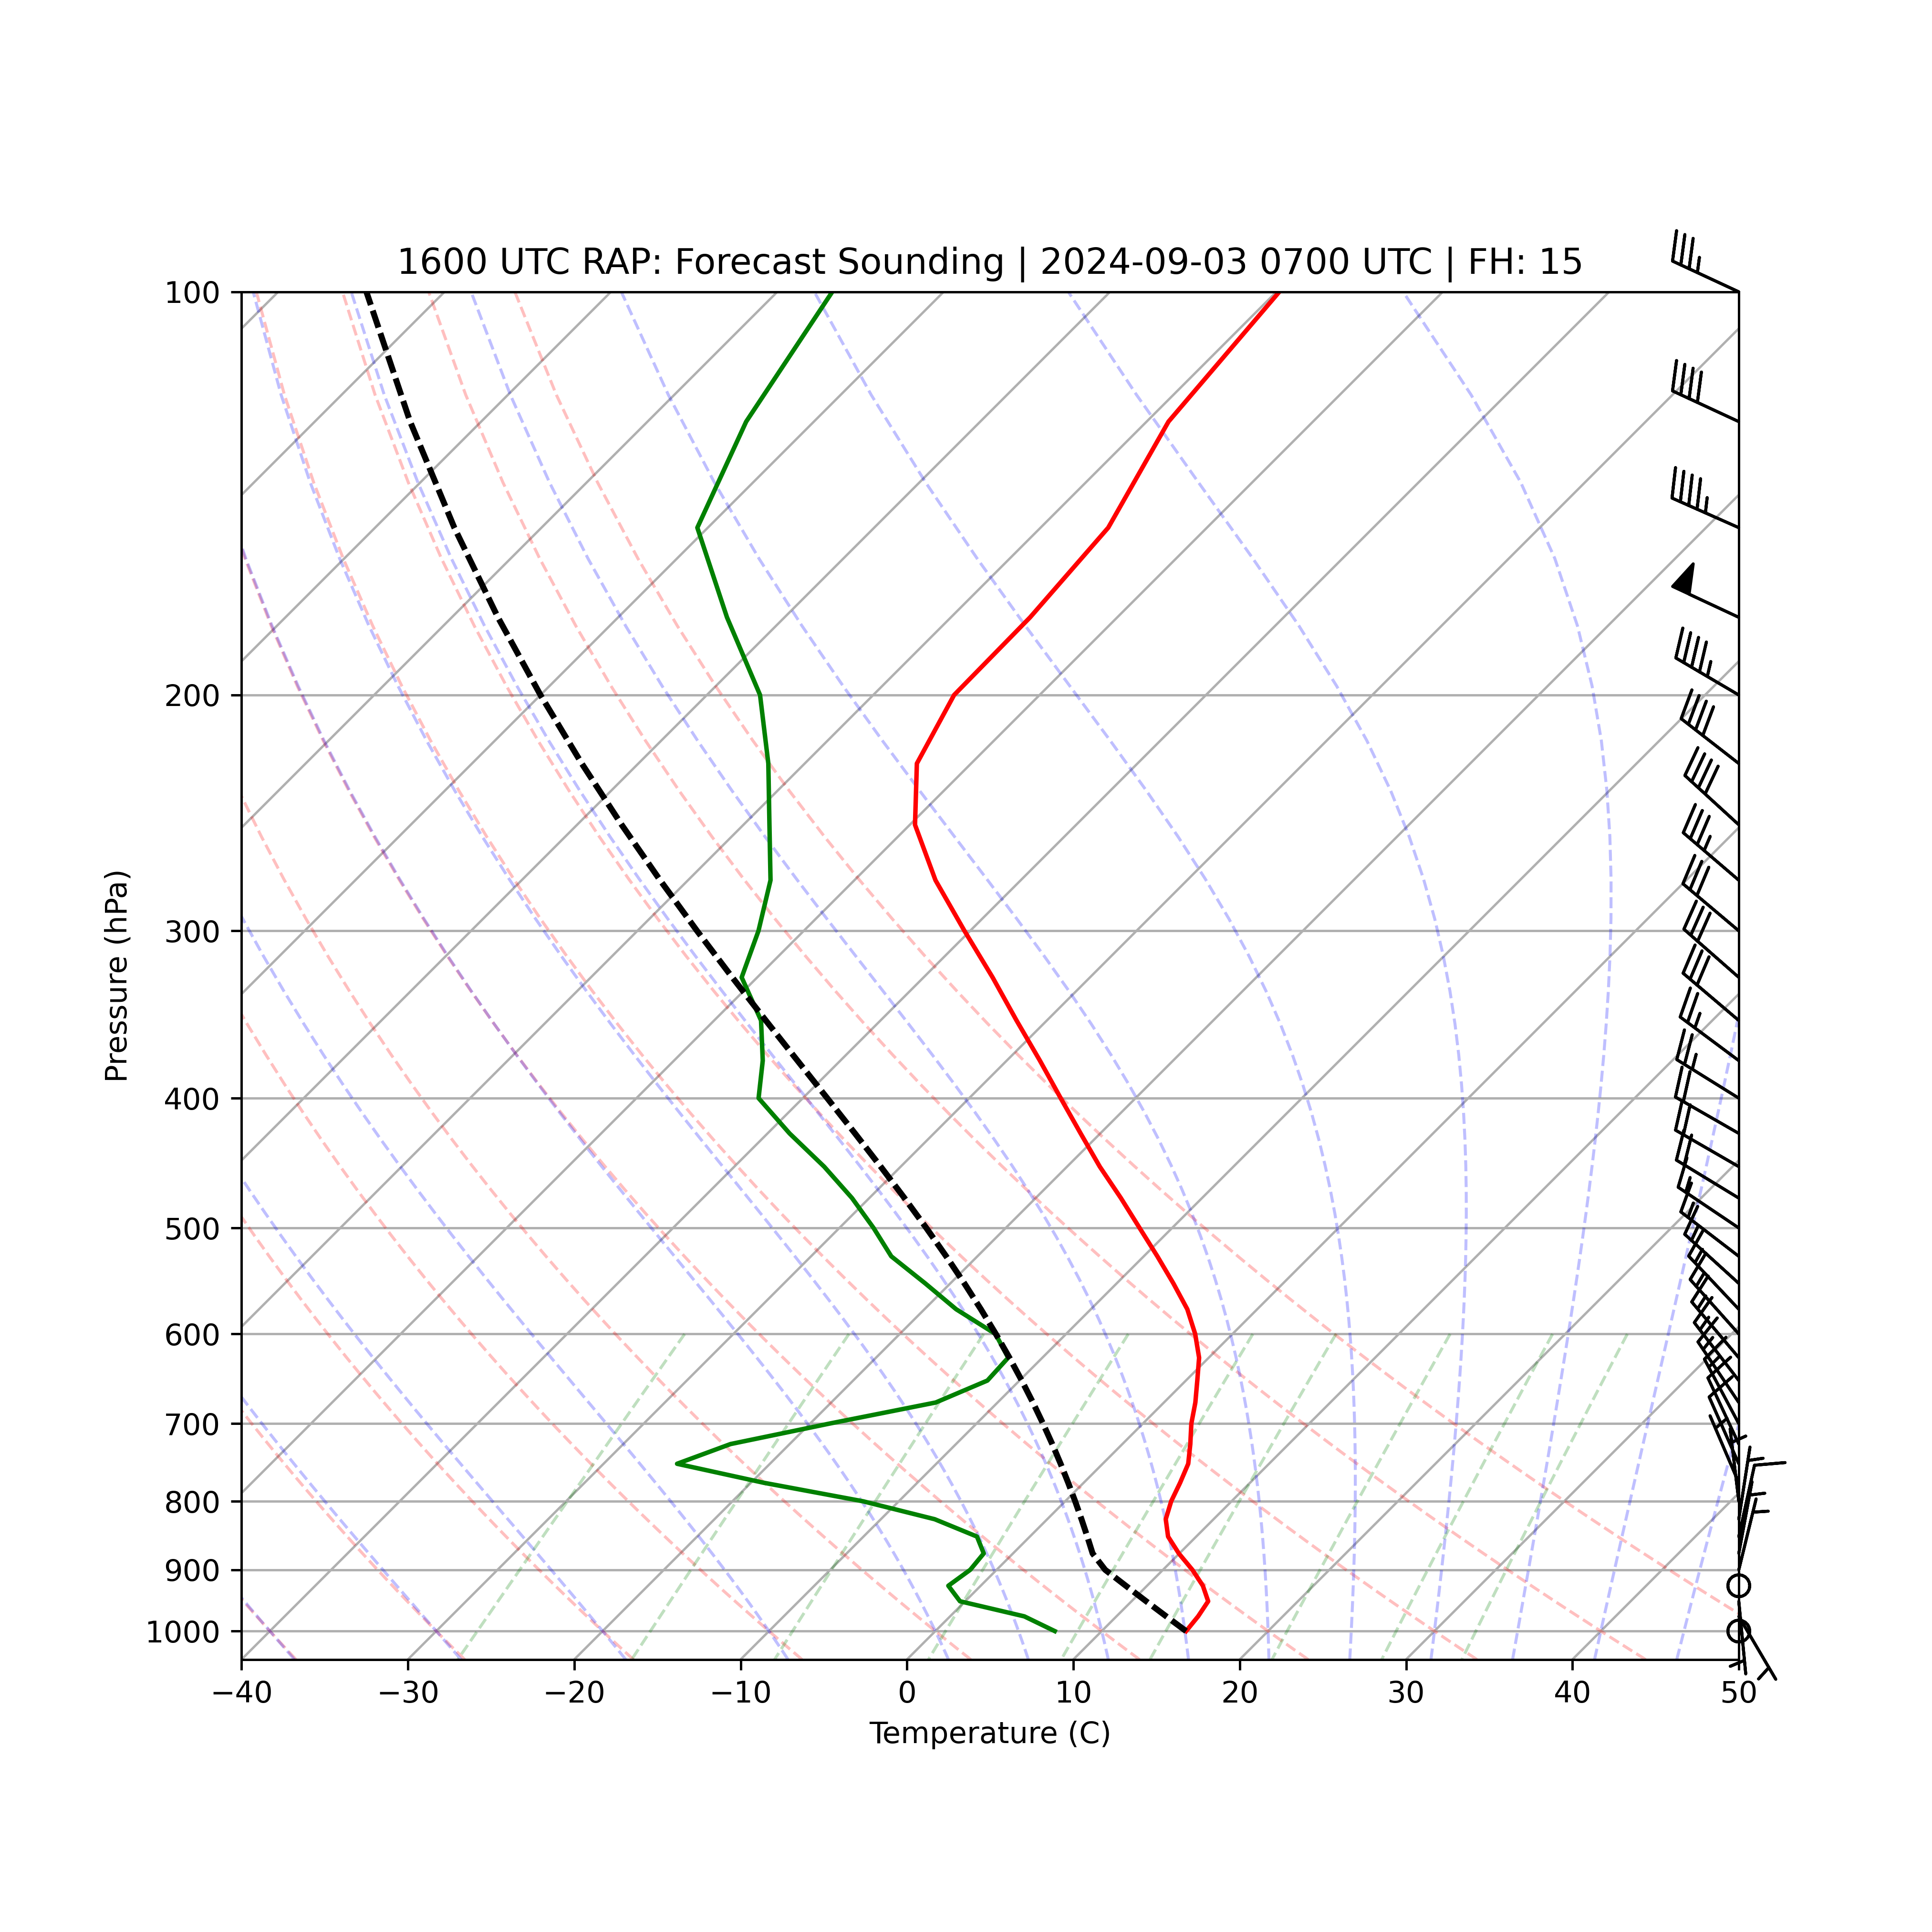 1600 UTC RAP: Forecast Sounding | 2024-09-03 0700 UTC | FH: 15
100
200
300
400
500
600
700
800
900
1000
Pressure (hPa)
−40 −30 −20 −10 0 10 20 30 40 50
Temperature (C)